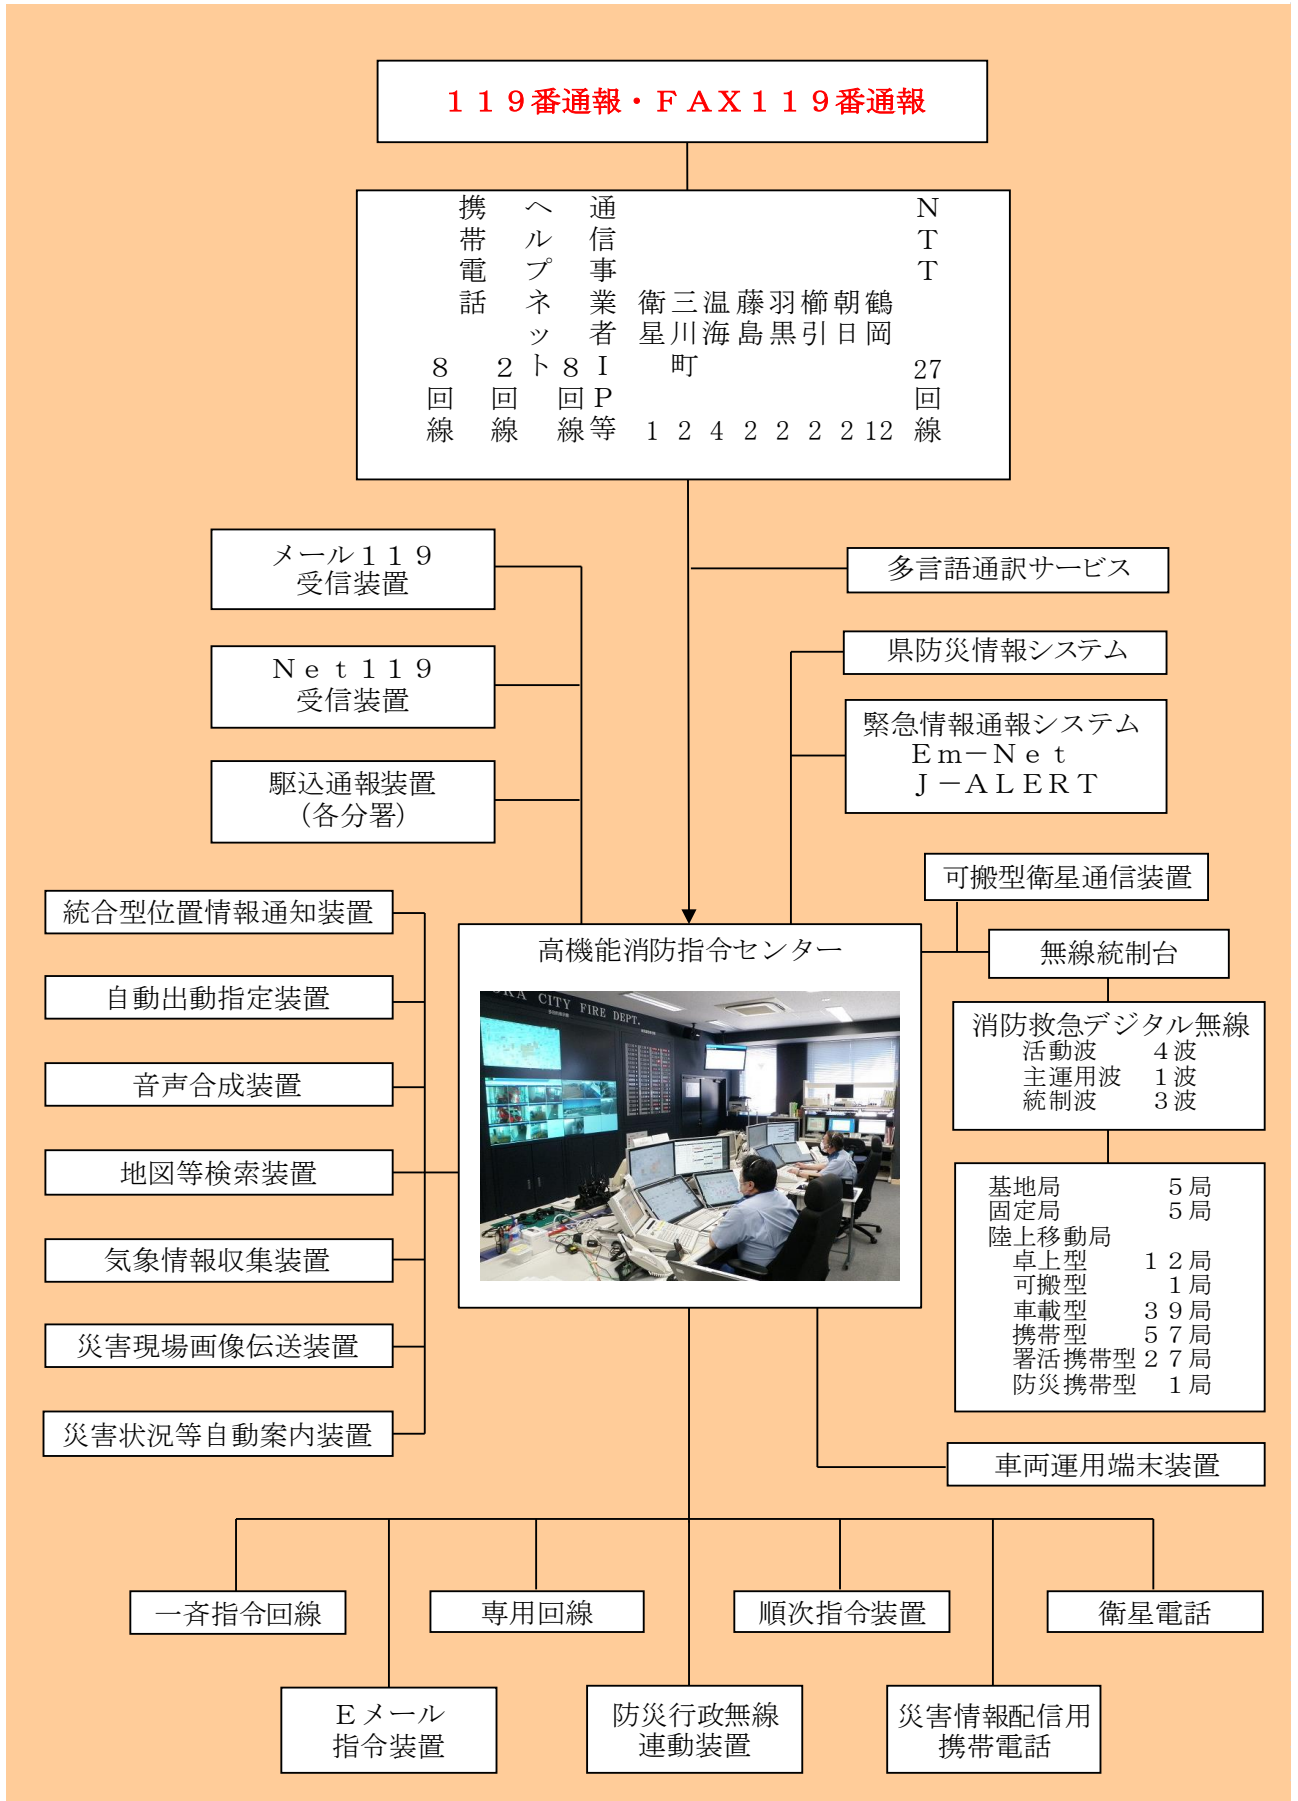 １１９番通報・ＦＡＸ１１９番通報
ＮＴＴ 27回線
鶴岡 12
朝日 2
櫛引 2
羽黒 2
藤島 2
温海 4
三川町 2
衛星 1
通信事業者ＩＰ等 8回線
ヘルプネット 2回線
携帯電話 8回線
メール１１９
受信装置
多言語通訳サービス
Ｎｅｔ１１９
受信装置
県防災情報システム
緊急情報通報システム
Ｅｍ－Ｎｅｔ
Ｊ－ＡＬＥＲＴ
駆込通報装置
（各分署）
可搬型衛星通信装置
統合型位置情報通知装置
自動出動指定装置
音声合成装置
地図等検索装置
気象情報収集装置
災害現場画像伝送装置
災害状況等自動案内装置
高機能消防指令センター
OKA CITY FIRE DEPT.
無線統制台
消防救急デジタル無線
活動波 ４波
主運用波 １波
統制波 ３波
基地局 ５局
固定局 ５局
陸上移動局
卓上型 １２局
可搬型 １局
車載型 ３９局
携帯型 ５７局
署活携帯型２７局
防災携帯型 １局
車両運用端末装置
一斉指令回線
専用回線
順次指令装置
衛星電話
Ｅメール
指令装置
防災行政無線
連動装置
災害情報配信用
携帯電話